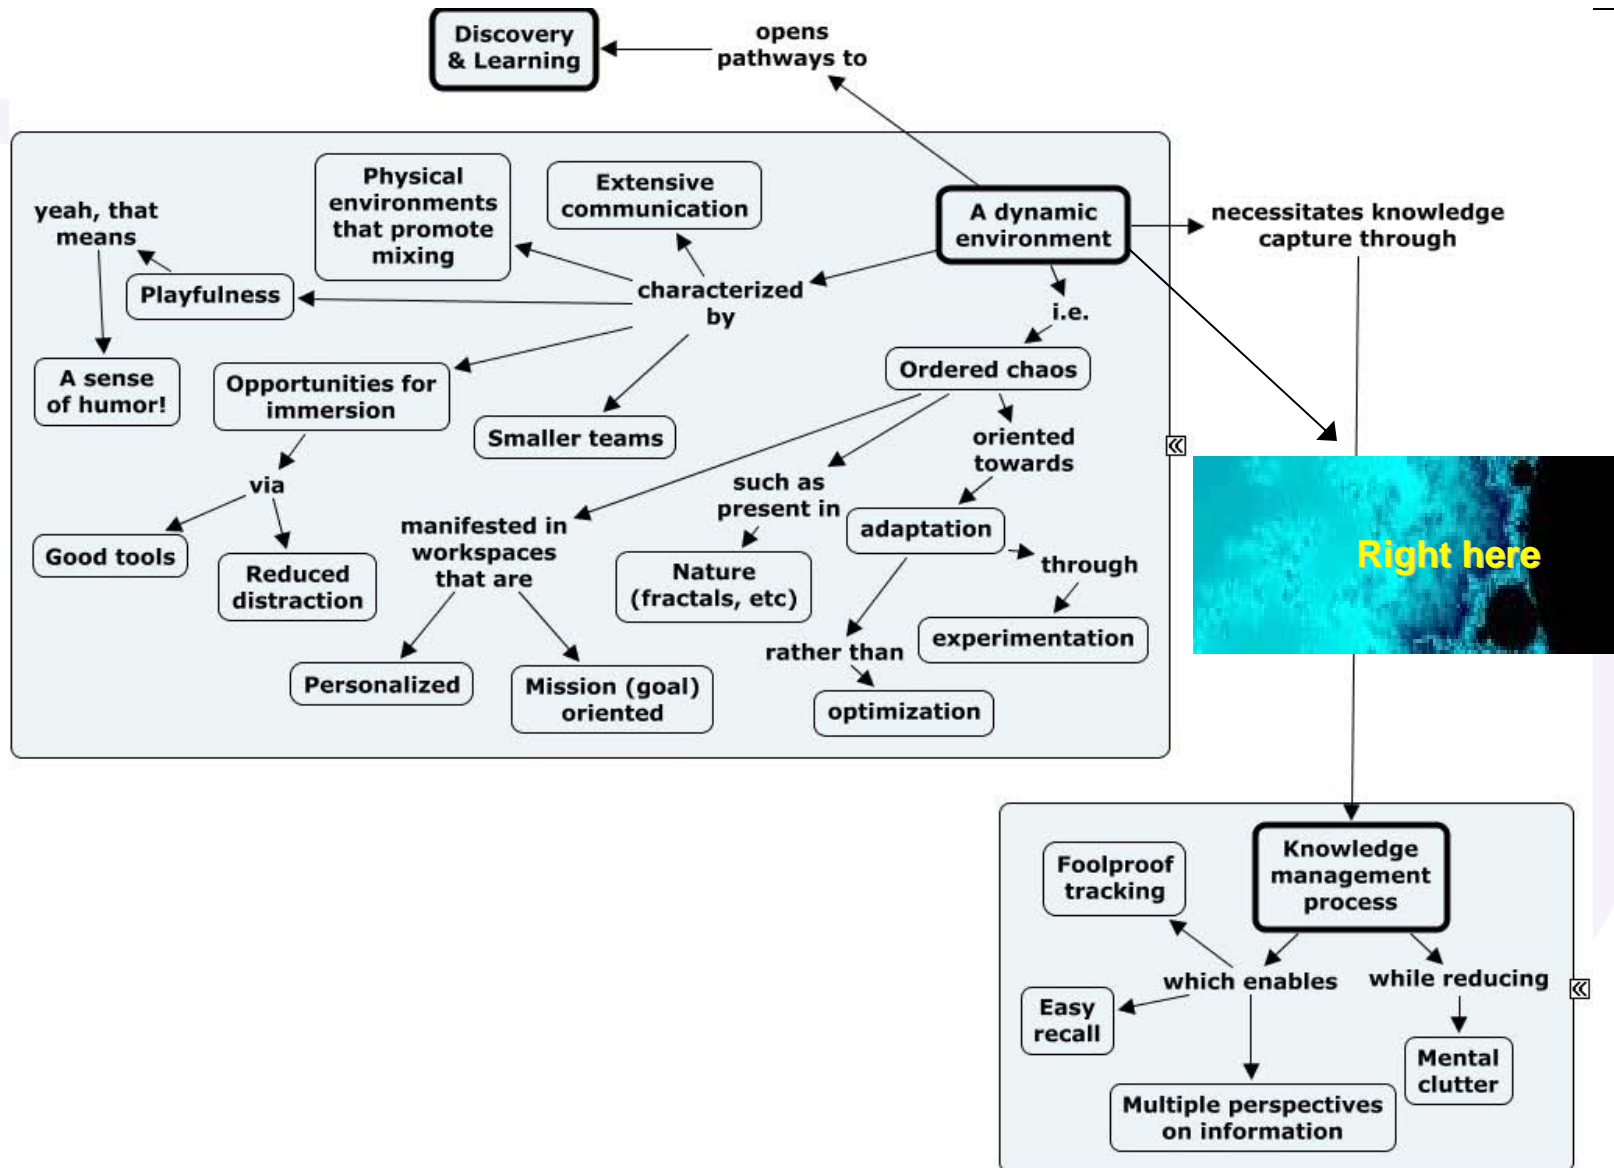 Discovery
& Learning
opens
pathways to
Physical
environments
that promote
mixing
Extensive
communication
yeah, that
means
A dynamic
environment
necessitates knowledge
capture through
Playfulness
characterized
by
i.e.
A sense
of humor!
Opportunities for
immersion
Ordered chaos
Smaller teams
oriented
towards
via
such as
present in
manifested in
workspaces
that are
adaptation
Good tools
Reduced
distraction
Nature
(fractals, etc)
through
Right here
experimentation
rather than
Personalized
Mission (goal)
oriented
optimization
Foolproof
tracking
Knowledge
management
process
which enables
while reducing
Easy
recall
Mental
clutter
Multiple perspectives
on information